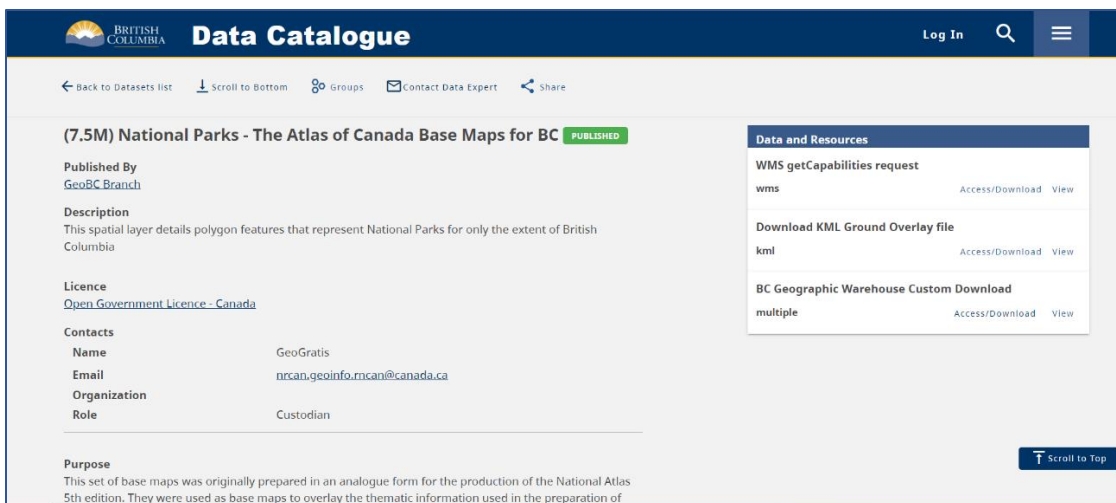 BRITISH
COLUMBIA
Data Catalogue
Log In
Back to Datasets list
Scroll to Bottom
Groups
Contact Data Expert
Share
(7.5M) National Parks - The Atlas of Canada Base Maps for BC PUBLISHED
Published By
GeoBC Branch
Description
This spatial layer details polygon features that represent National Parks for only the extent of British
Columbia
Licence
Open Government Licence - Canada
Contacts
Name GeoGratis
Email nrcan.geoinfo.rncan@canada.ca
Organization
Role Custodian
Purpose
This set of base maps was originally prepared in an analogue form for the production of the National Atlas
5th edition. They were used as base maps to overlay the thematic information used in the preparation of
Data and Resources
WMS getCapabilities request
wms Access/Download View
Download KML Ground Overlay file
kml Access/Download View
BC Geographic Warehouse Custom Download
multiple Access/Download View
Scroll to Top